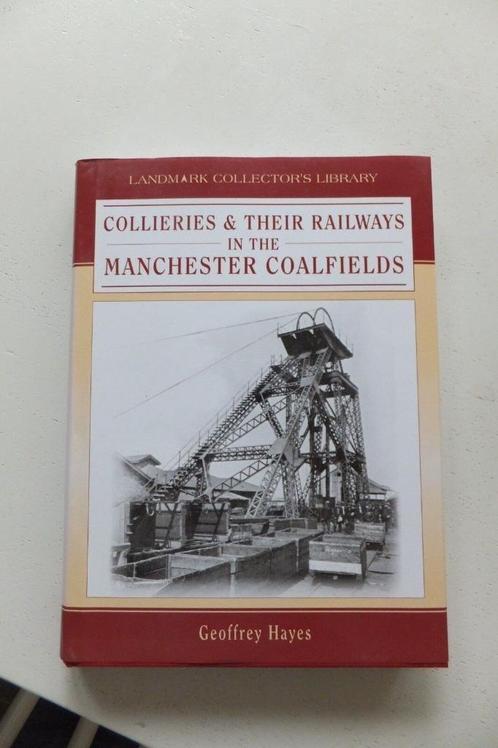 LANDMARK COLLECTOR'S LIBRARY
COLLIERIES & THEIR RAILWAYS
IN THE
MANCHESTER COALFIELDS
Geoffrey Hayes